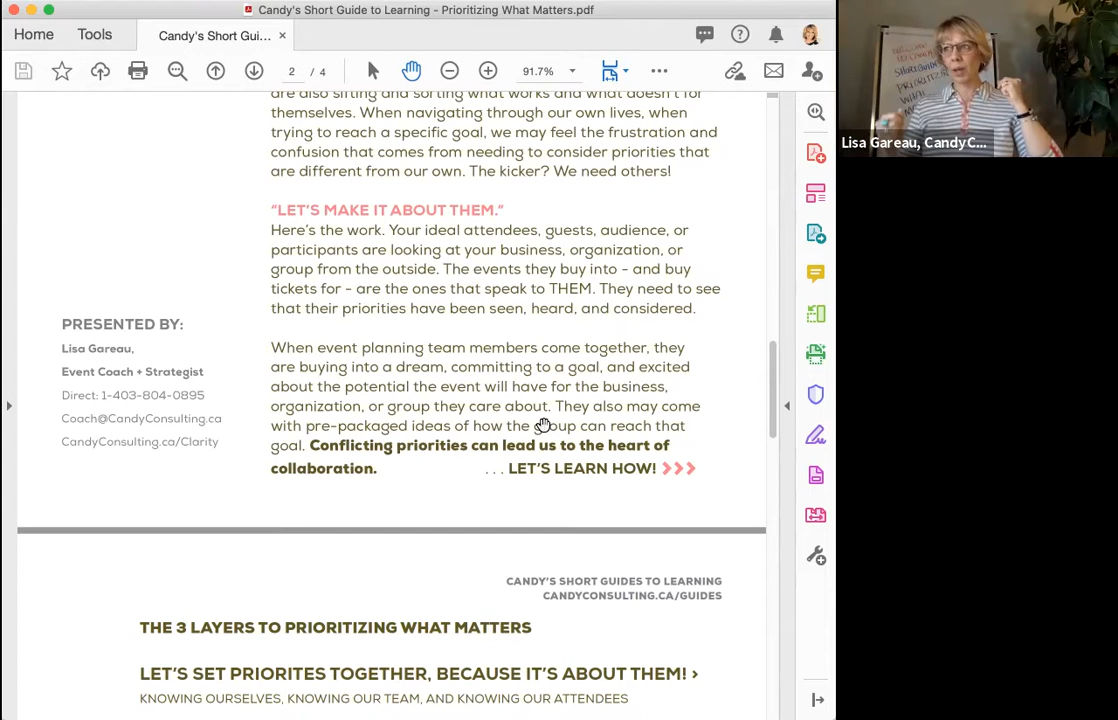 Candy's Short Guide to Learning - Prioritizing What Matters.pdf
Home
Tools
Candy's Short Gui...
2 / 4
91.7%
are also sifting and sorting what works and what doesn't for
themselves. When navigating through our own lives, when
trying to reach a specific goal, we may feel the frustration and
confusion that comes from needing to consider priorities that
are different from our own. The kicker? We need others!
"LET'S MAKE IT ABOUT THEM."
Here's the work. Your ideal attendees, guests, audience, or
participants are looking at your business, organization, or
group from the outside. The events they buy into - and buy
tickets for - are the ones that speak to THEM. They need to see
that their priorities have been seen, heard, and considered.
When event planning team members come together, they
are buying into a dream, committing to a goal, and excited
about the potential the event will have for the business,
organization, or group they care about. They also may come
with pre-packaged ideas of how the group can reach that
goal. Conflicting priorities can lead us to the heart of
collaboration. . . . LET'S LEARN HOW!
PRESENTED BY:
Lisa Gareau,
Event Coach + Strategist
Direct: 1-403-804-0895
Coach@CandyConsulting.ca
CandyConsulting.ca/Clarity
CANDY'S SHORT GUIDES TO LEARNING
CANDYCONSULTING.CA/GUIDES
THE 3 LAYERS TO PRIORITIZING WHAT MATTERS
LET'S SET PRIORITES TOGETHER, BECAUSE IT'S ABOUT THEM! >
KNOWING OURSELVES, KNOWING OUR TEAM, AND KNOWING OUR ATTENDEES
Lisa Gareau, CandyC...